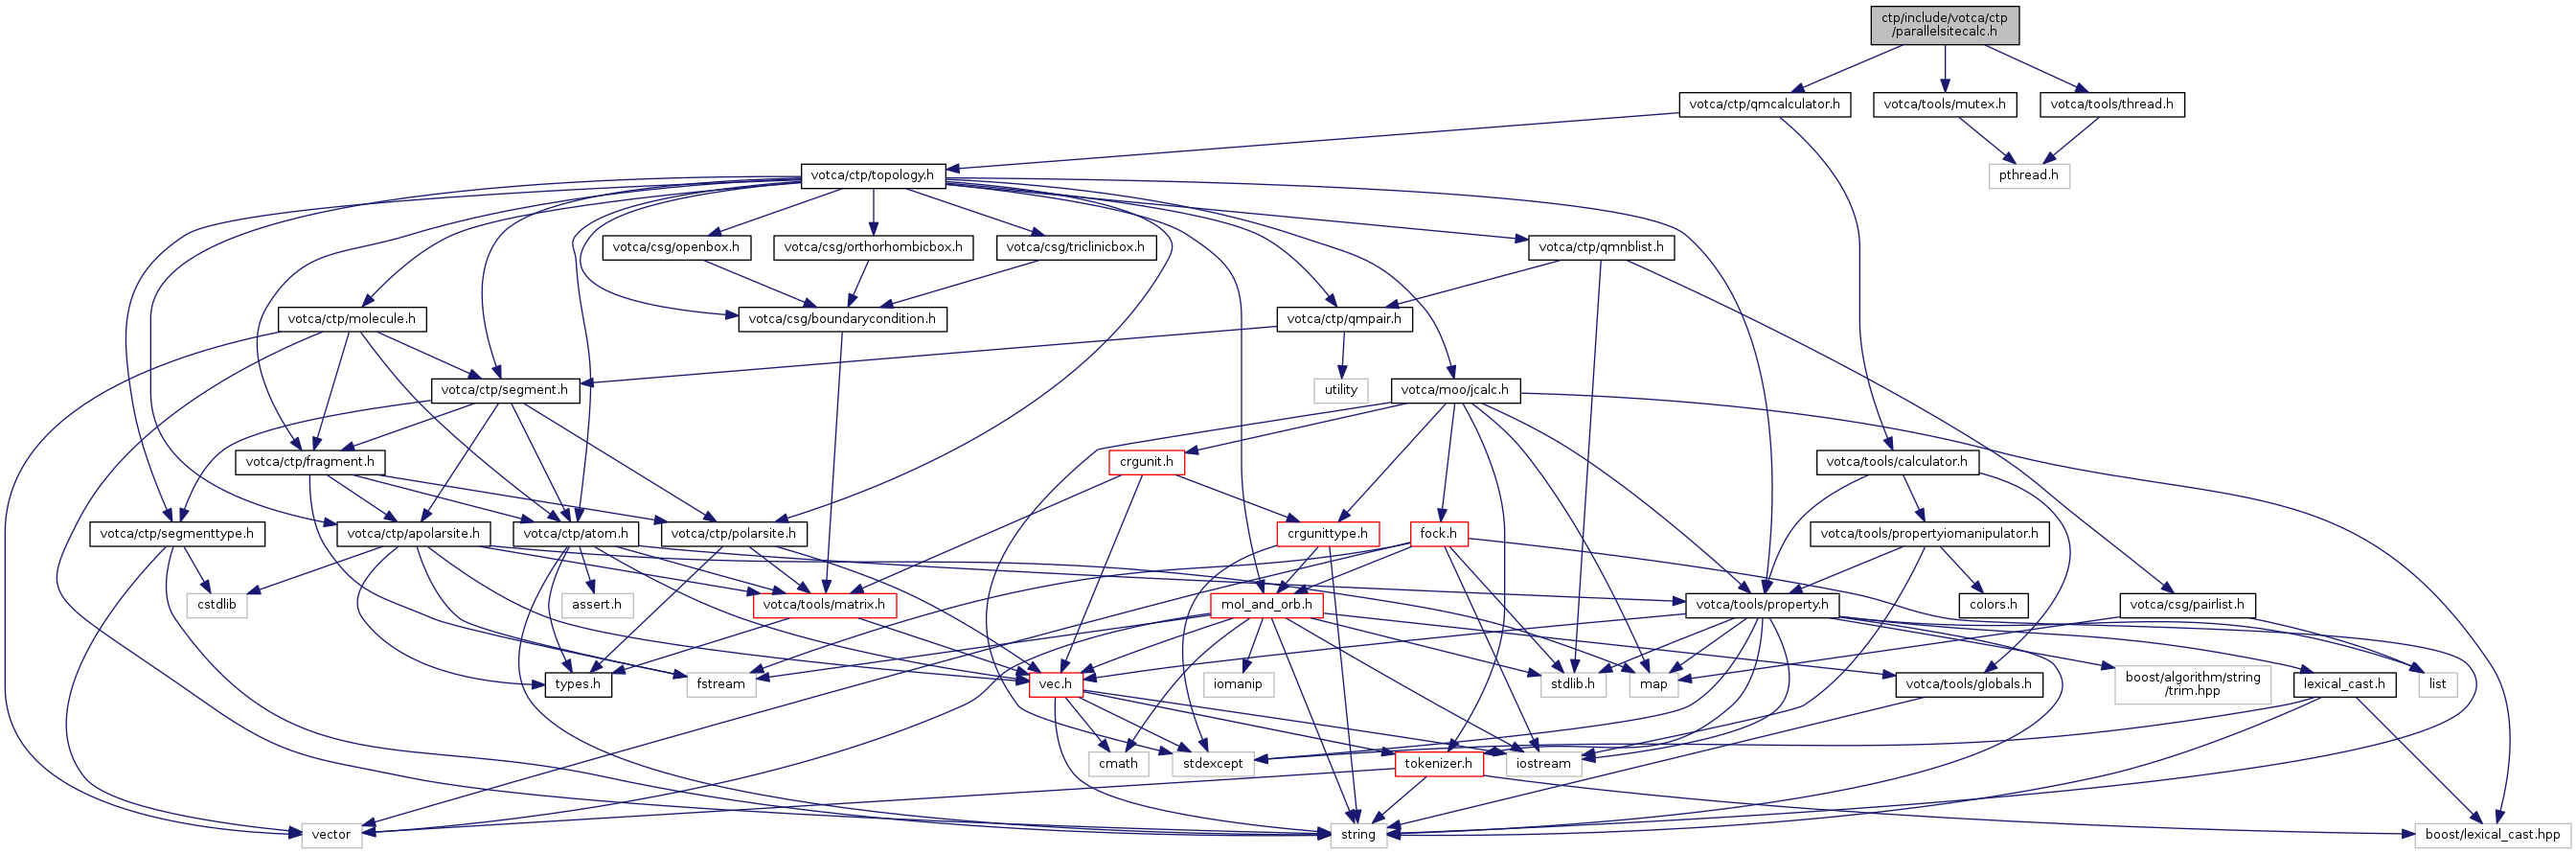 ctp/include/votca/ctp
/parallelsitecalc.h
votca/ctp/qmcalculator.h
votca/tools/mutex.h
votca/tools/thread.h
votca/ctp/topology.h
pthread.h
votca/csg/openbox.h
votca/csg/orthorhombicbox.h
votca/csg/triclinicbox.h
votca/ctp/qmnblist.h
votca/ctp/molecule.h
votca/csg/boundarycondition.h
votca/ctp/qmpair.h
votca/ctp/segment.h
utility
votca/moo/jcalc.h
votca/ctp/fragment.h
crgunit.h
votca/tools/calculator.h
votca/ctp/segmenttype.h
votca/ctp/apolarsite.h
votca/ctp/atom.h
votca/ctp/polarsite.h
crgunittype.h
fock.h
votca/tools/propertyiomanipulator.h
cstdlib
assert.h
votca/tools/matrix.h
mol_and_orb.h
votca/tools/property.h
colors.h
votca/csg/pairlist.h
types.h
fstream
vec.h
iomanip
stdlib.h
map
votca/tools/globals.h
boost/algorithm/string
/trim.hpp
lexical_cast.h
list
cmath
stdexcept
tokenizer.h
iostream
vector
string
boost/lexical_cast.hpp